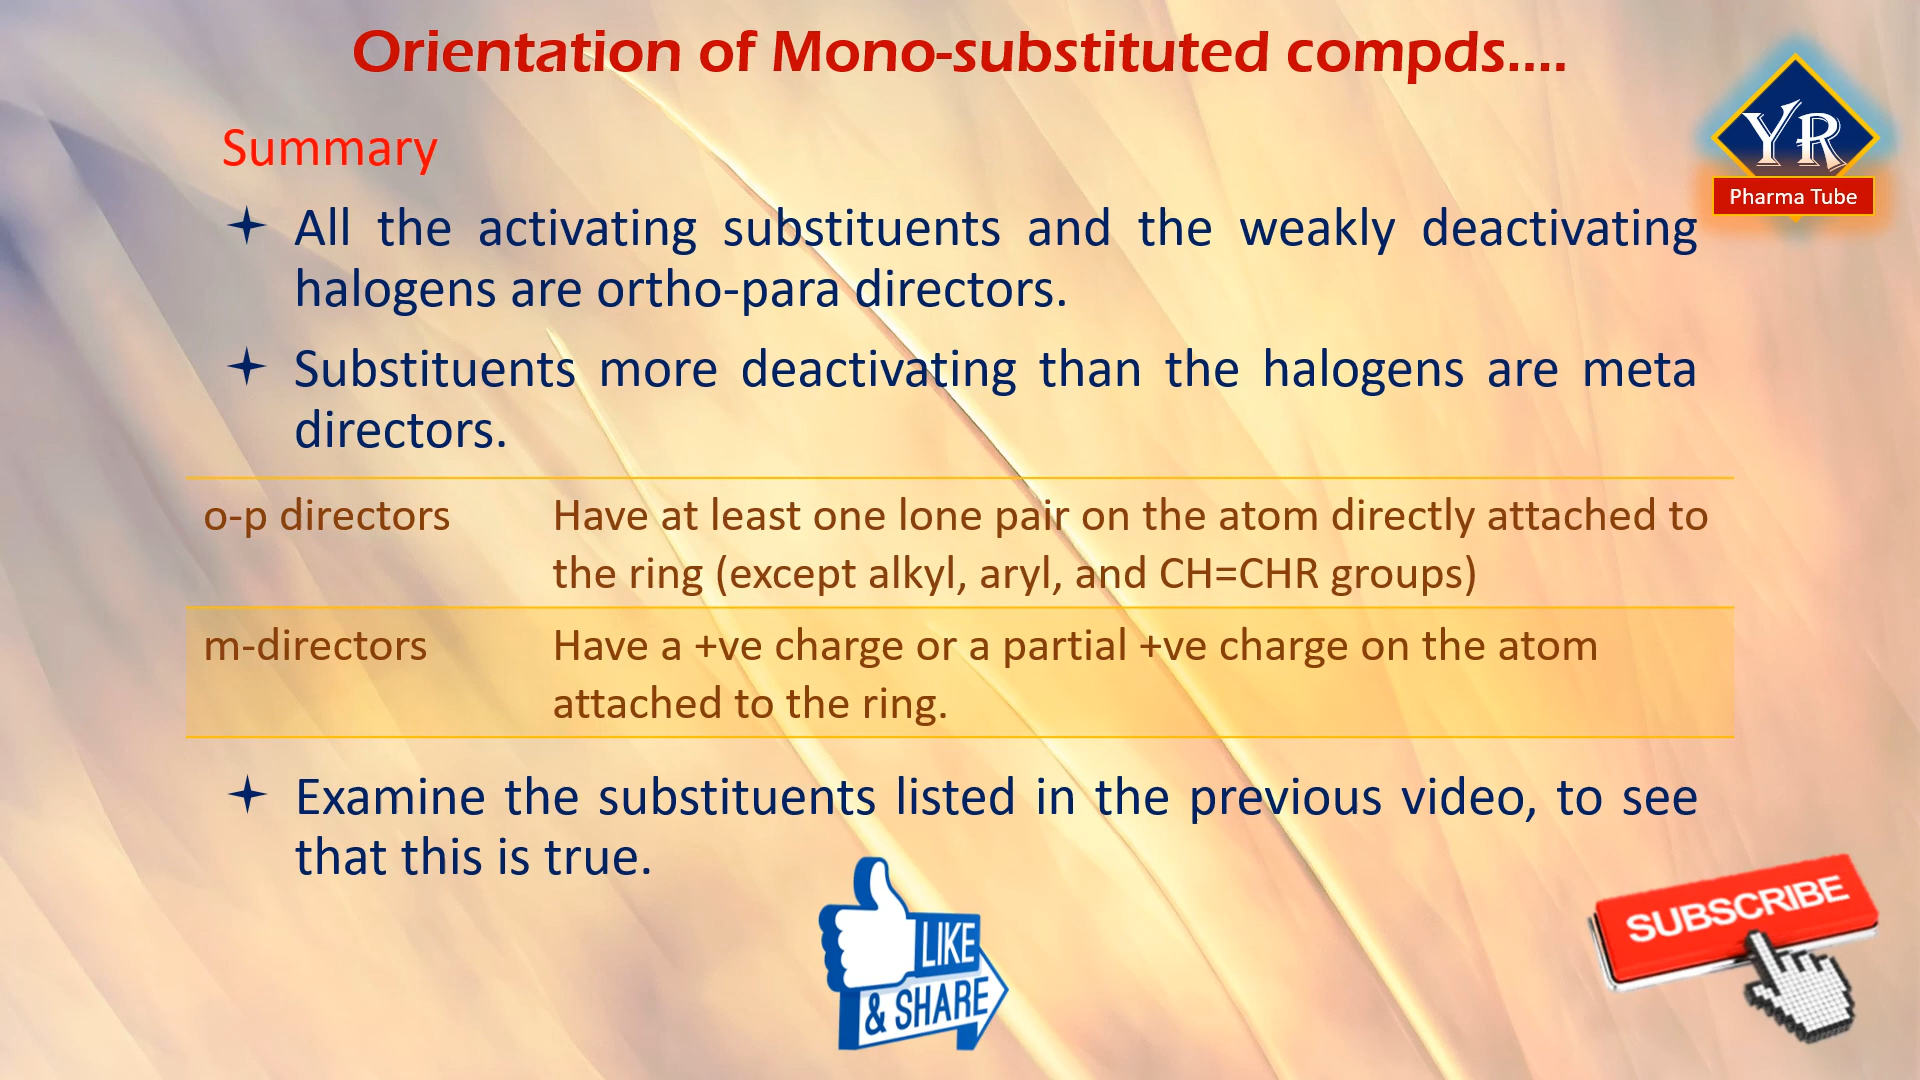 Orientation of Mono-substituted compds....
YR
Pharma Tube
Summary
All the activating substituents and the weakly deactivating
halogens are ortho-para directors.
Substituents more deactivating than the halogens are meta
directors.
o-p directors Have at least one lone pair on the atom directly attached to
the ring (except alkyl, aryl, and CH=CHR groups)
m-directors Have a +ve charge or a partial +ve charge on the atom
attached to the ring.
Examine the substituents listed in the previous video, to see
that this is true.
LIKE
& SHARE
SUBSCRIBE